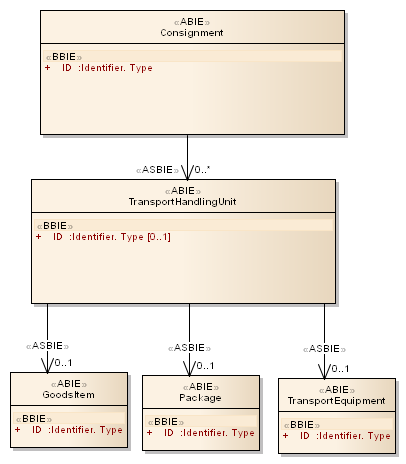 «ABIE»
Consignment
«BBIE»
+ ID :Identifier. Type
«ASBIE» 0..*
«ABIE»
TransportHandlingUnit
«BBIE»
+ ID :Identifier. Type [0..1]
«ASBIE» «ASBIE» «ASBIE»
0..1 0..1 0..1
«ABIE»
GoodsItem
«BBIE»
+ ID :Identifier. Type
«ABIE»
Package
«BBIE»
+ ID :Identifier. Type
«ABIE»
TransportEquipment
«BBIE»
+ ID :Identifier. Type